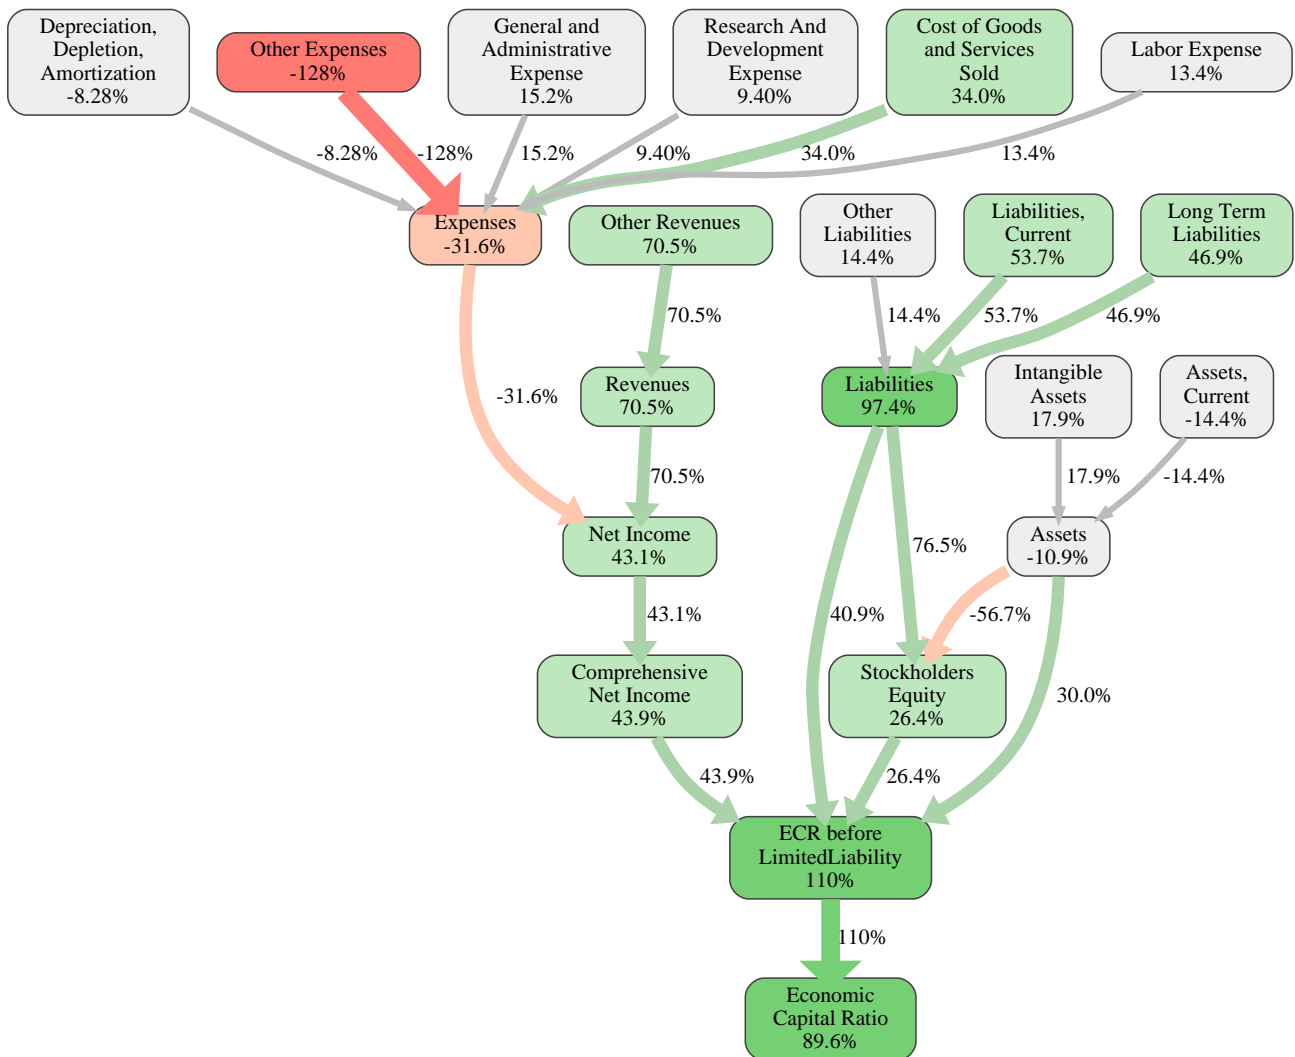 Depreciation,
Depletion,
Amortization
-8.28%
Other Expenses
-128%
General and
Administrative
Expense
15.2%
Research And
Development
Expense
9.40%
Cost of Goods
and Services
Sold
34.0%
Labor Expense
13.4%
-8.28%
-128%
15.2%
9.40%
34.0%
13.4%
Expenses
-31.6%
Other Revenues
70.5%
Other
Liabilities
14.4%
Liabilities,
Current
53.7%
Long Term
Liabilities
46.9%
70.5%
14.4%
53.7%
46.9%
-31.6%
Revenues
70.5%
Liabilities
97.4%
Intangible
Assets
17.9%
Assets,
Current
-14.4%
70.5%
17.9%
-14.4%
Net Income
43.1%
76.5%
Assets
-10.9%
43.1%
40.9%
-56.7%
Comprehensive
Net Income
43.9%
Stockholders
Equity
26.4%
30.0%
43.9%
26.4%
ECR before
LimitedLiability
110%
110%
Economic
Capital Ratio
89.6%